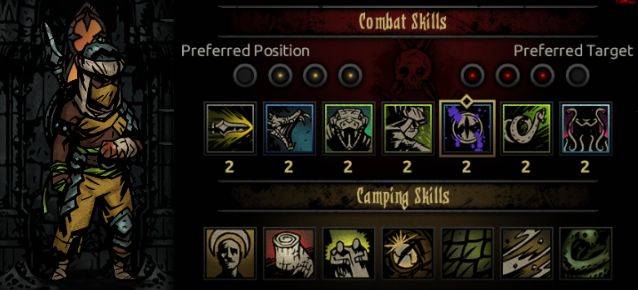 Combat Skills
Preferred Position
Preferred Target
2 2 2 2 2 2 2
Camping Skills